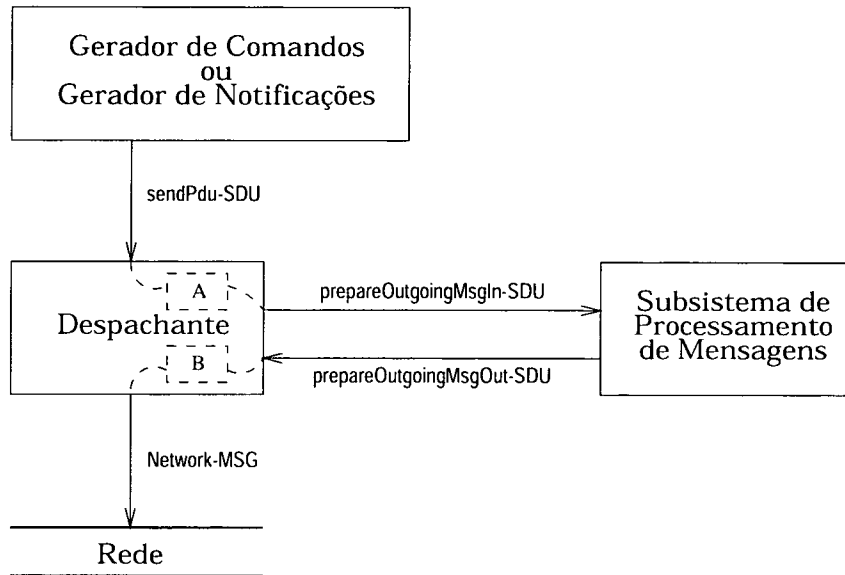 Gerador de Comandos
ou
Gerador de Notificações
sendPdu-SDU
A
prepareOutgoingMsgIn-SDU
Despachante
Subsistema de
Processamento
de Mensagens
B
prepareOutgoingMsgOut-SDU
Network-MSG
Rede